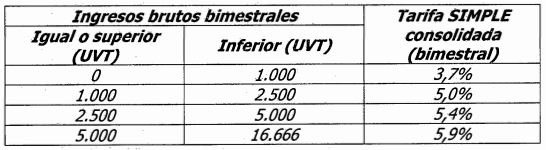 Ingresos brutos bimestrales
Tarifa SIMPLE consolidada (bimestral)
Igual o superior (UVT)
Inferior (UVT)
0 1.000 3,7%
1.000 2.500 5,0%
2.500 5.000 5,4%
5.000 16.666 5,9%